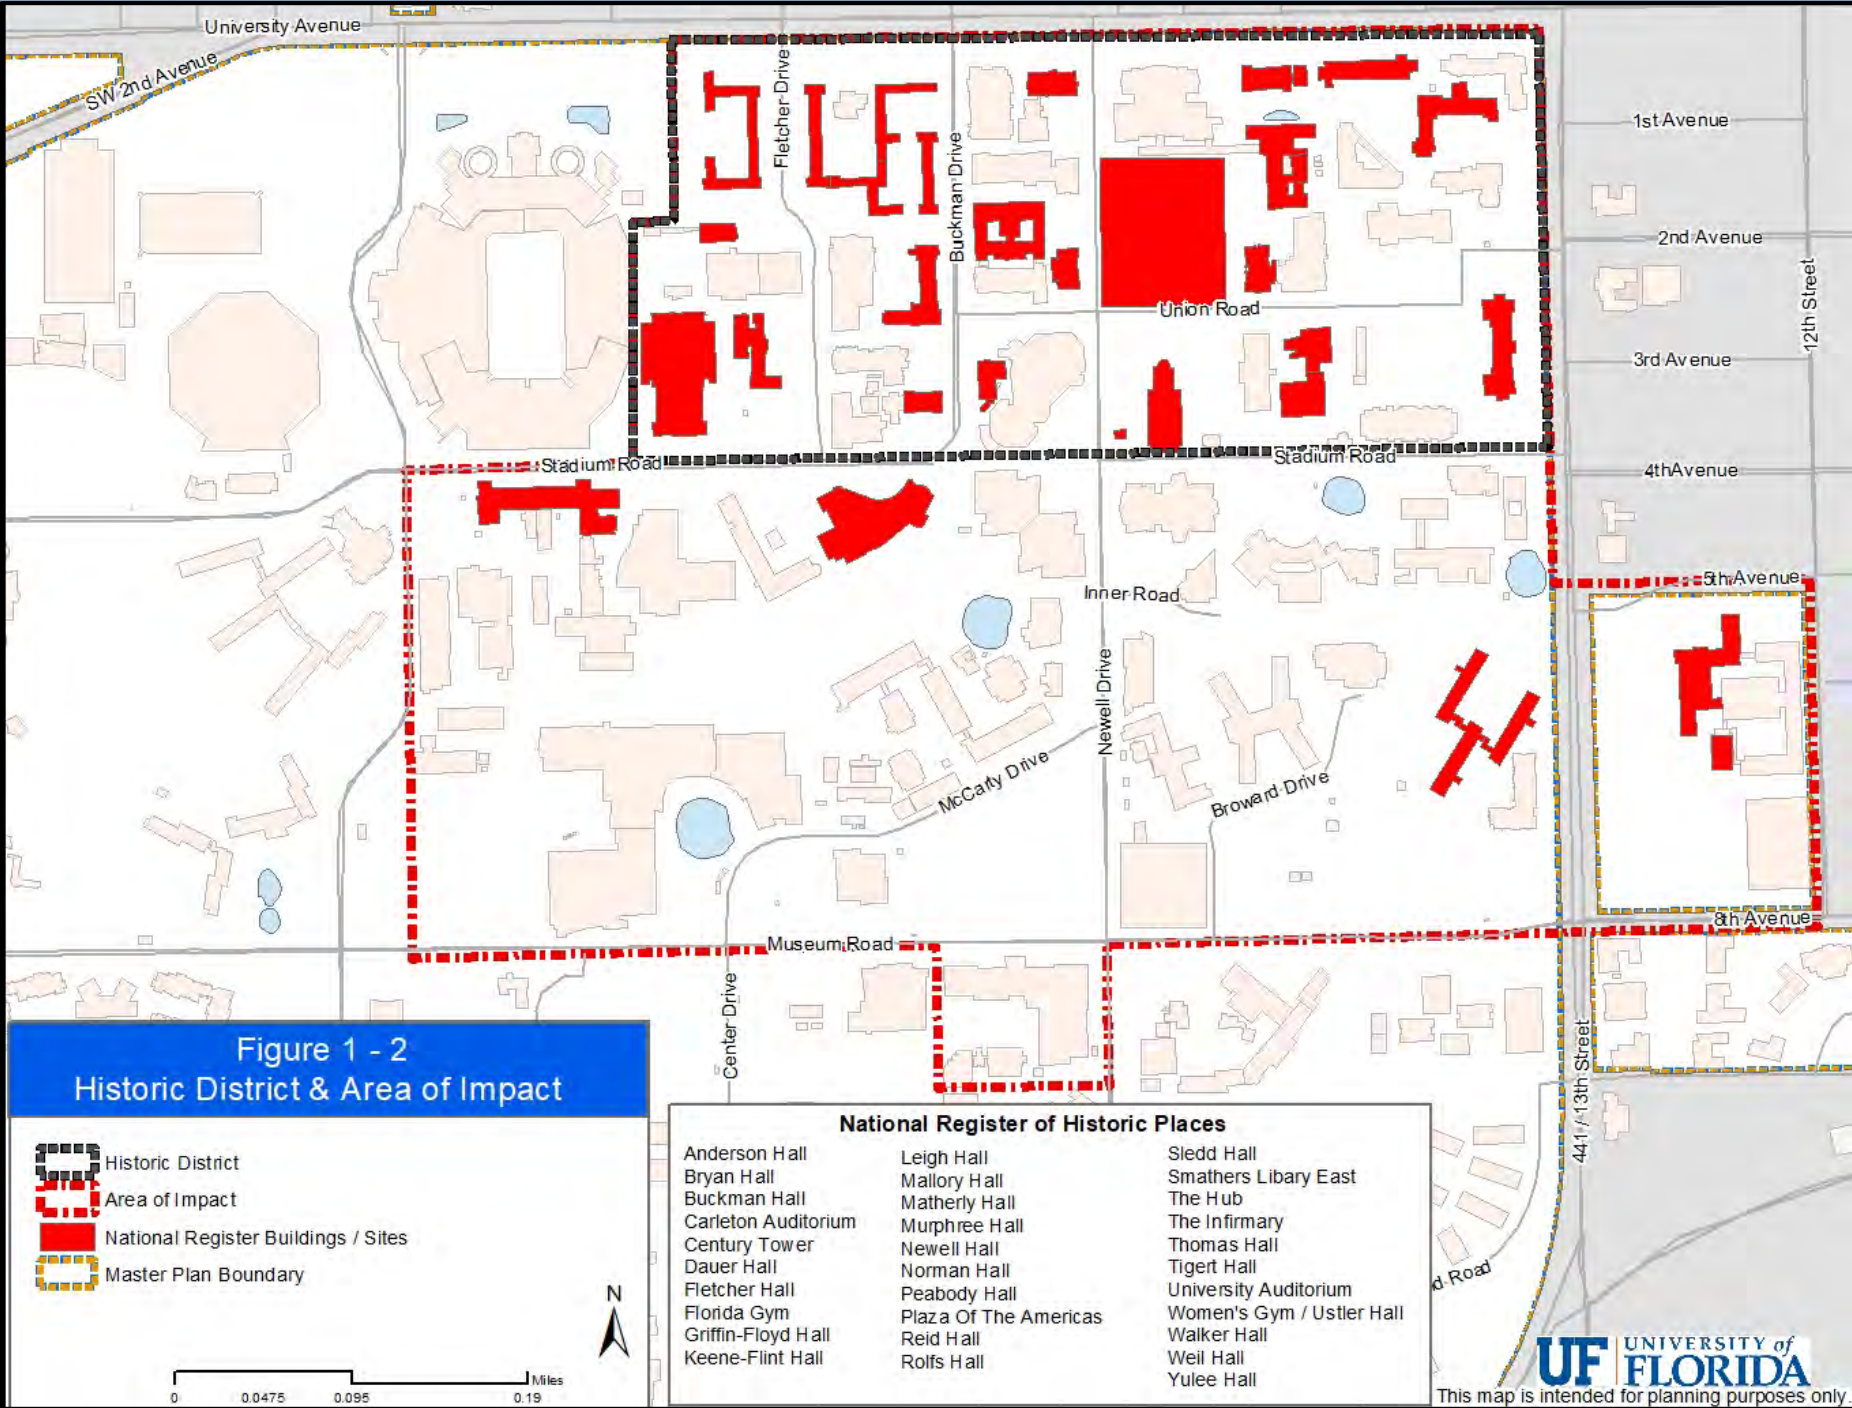 University Avenue
SW 2nd Avenue
Fletcher Drive
Buckman Drive
1st Avenue
2nd Avenue
12th Street
Union Road
3rd Avenue
Stadium Road
Stadium Road
4thAvenue
5th Avenue
Inner Road
Newell Drive
McCarty Drive
Broward Drive
8th Avenue
Museum Road
Center Drive
441 / 13th Street
d Road
Figure 1 - 2
Historic District & Area of Impact
Historic District
Area of Impact
National Register Buildings / Sites
Master Plan Boundary
N
Miles
0 0.0475 0.095 0.19
National Register of Historic Places
Anderson Hall
Bryan Hall
Buckman Hall
Carleton Auditorium
Century Tower
Dauer Hall
Fletcher Hall
Florida Gym
Griffin-Floyd Hall
Keene-Flint Hall
Leigh Hall
Mallory Hall
Matherly Hall
Murphree Hall
Newell Hall
Norman Hall
Peabody Hall
Plaza Of The Americas
Reid Hall
Rolfs Hall
Sledd Hall
Smathers Libary East
The Hub
The Infirmary
Thomas Hall
Tigert Hall
University Auditorium
Women's Gym / Ustler Hall
Walker Hall
Weil Hall
Yulee Hall
UF UNIVERSITY of
FLORIDA
This map is intended for planning purposes only.